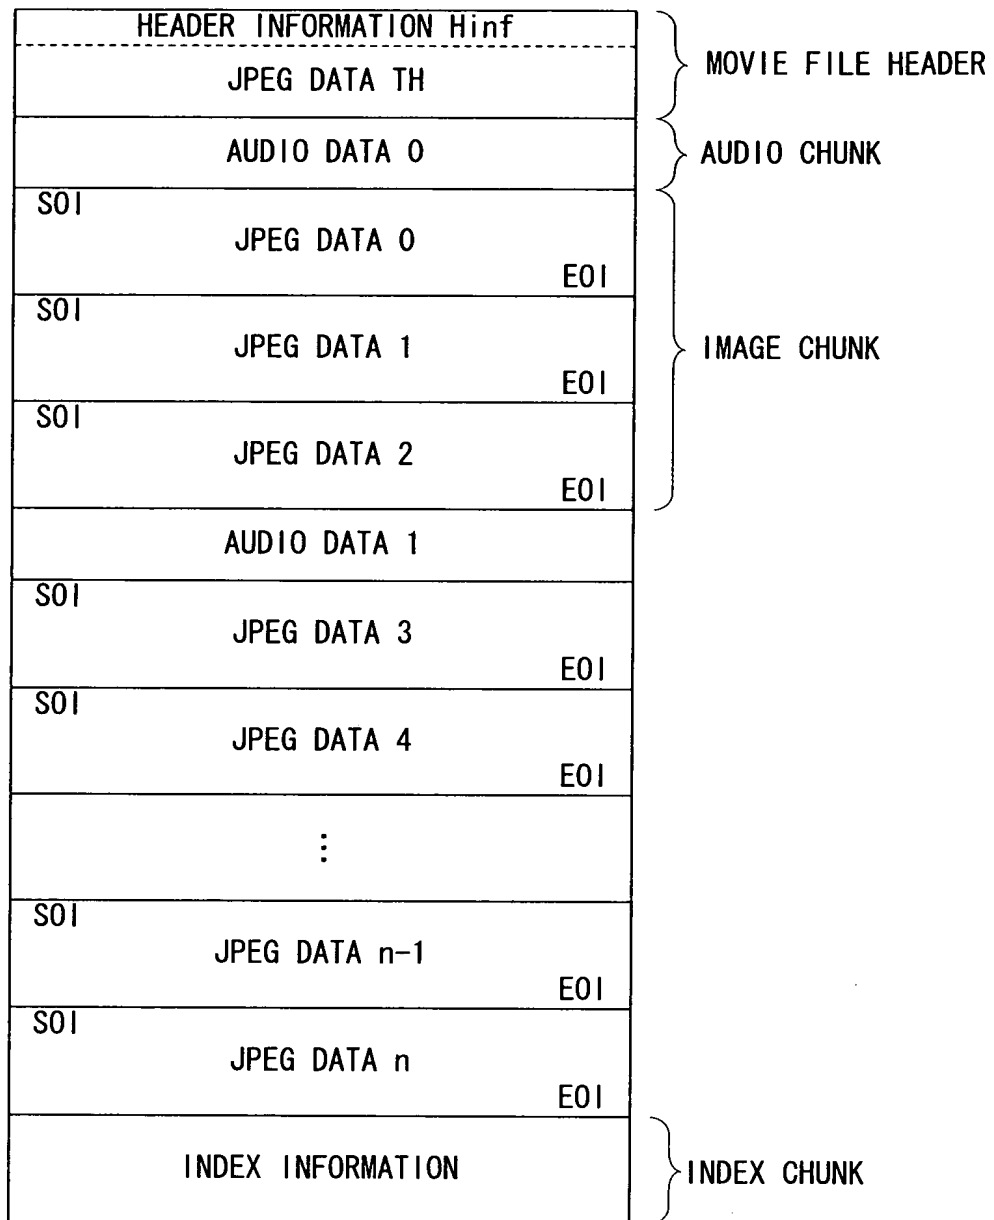 HEADER INFORMATION Hinf
JPEG DATA TH
MOVIE FILE HEADER
AUDIO DATA 0
AUDIO CHUNK
SOI
JPEG DATA 0
EOI
SOI
JPEG DATA 1
IMAGE CHUNK
EOI
SOI
JPEG DATA 2
EOI
AUDIO DATA 1
SOI
JPEG DATA 3
EOI
SOI
JPEG DATA 4
EOI
⋮
SOI
JPEG DATA n-1
EOI
SOI
JPEG DATA n
EOI
INDEX INFORMATION
INDEX CHUNK